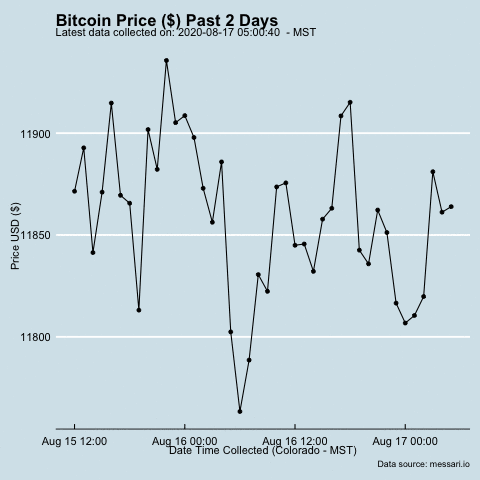 Bitcoin Price ($) Past 2 Days
Latest data collected on: 2020-08-17 05:00:40  - MST
11900
11850
11800
Price USD ($)
Aug 15 12:00
Aug 16 00:00
Aug 16 12:00
Aug 17 00:00
Date Time Collected (Colorado - MST)
Data source: messari.io